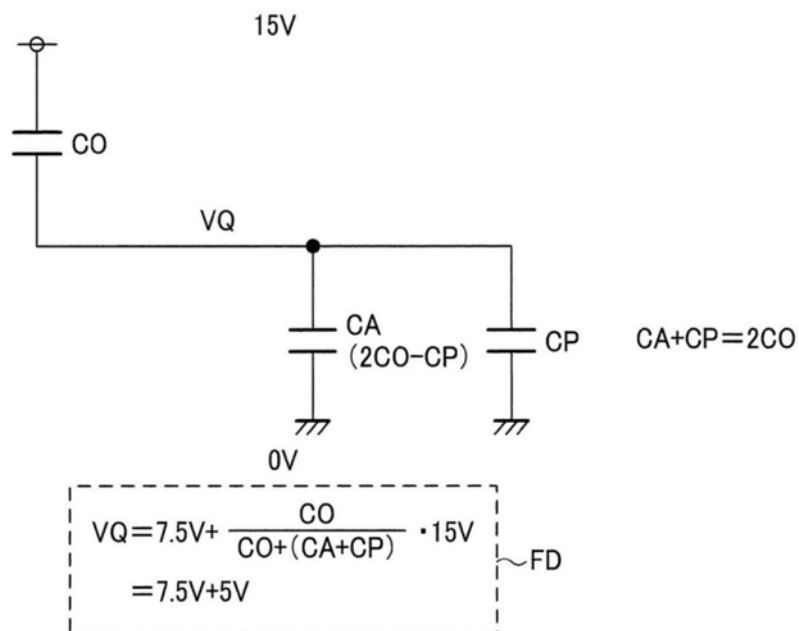 15V
CO
VQ
CA
(2CO-CP)
CP
CA+CP=2CO
0V
VQ=7.5V+ CO/CO+(CA+CP) ･15V
=7.5V+5V
FD